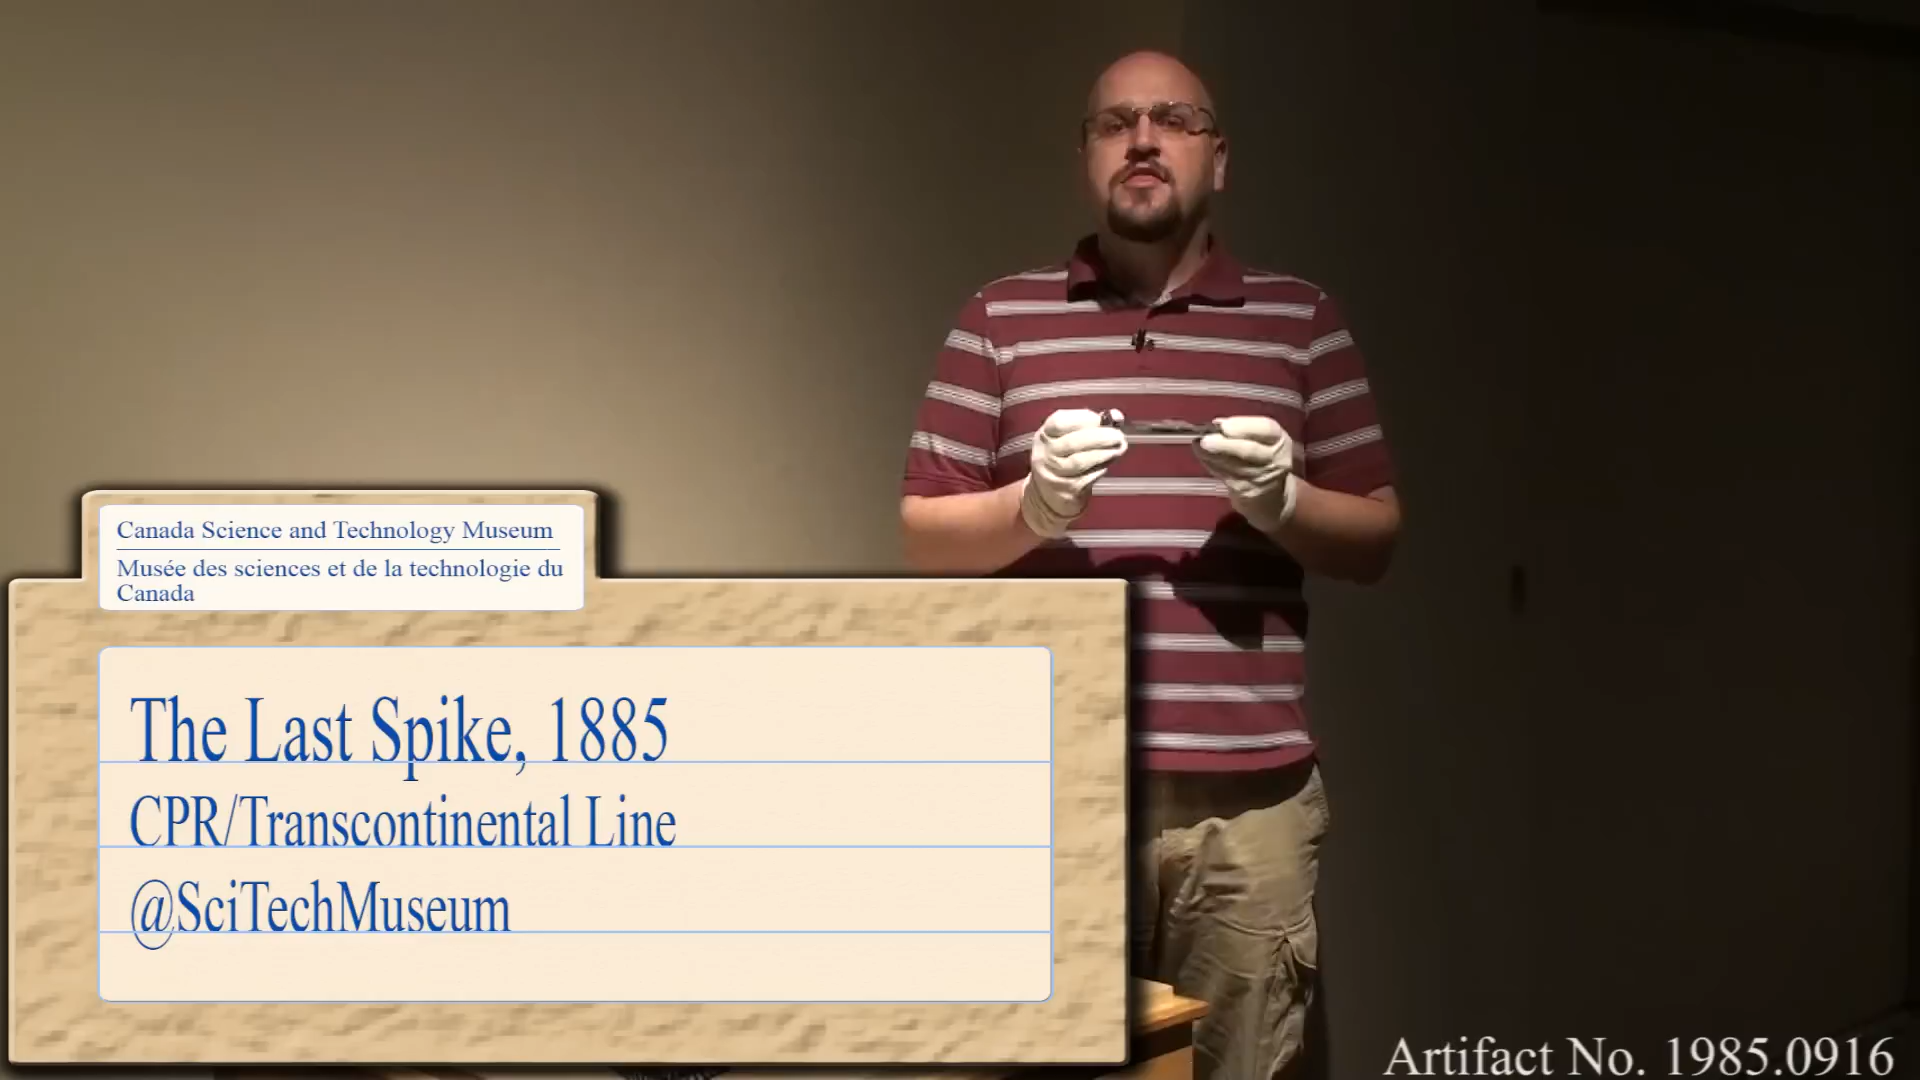 Canada Science and Technology Museum
Musée des sciences et de la technologie du
Canada
The Last Spike, 1885
CPR/Transcontinental Line
@SciTechMuseum
Artifact No. 1985.0916